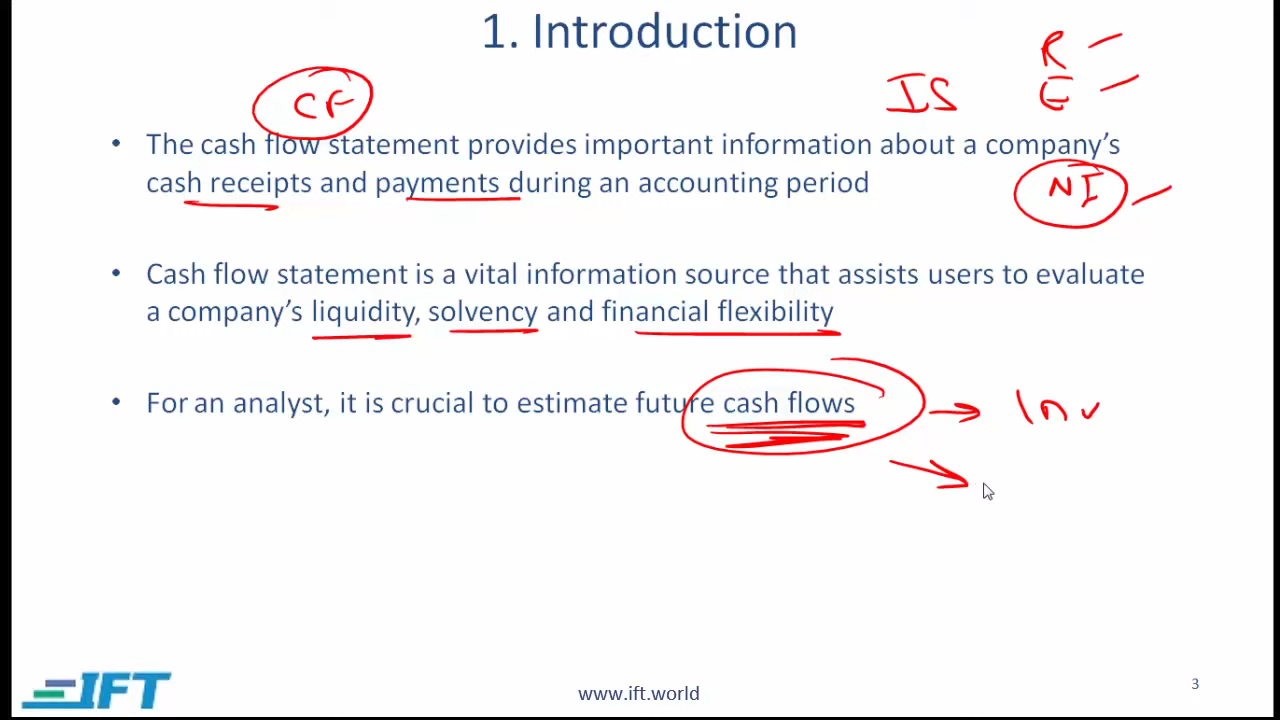 1. Introduction
R
CF
IS
E
• The cash flow statement provides important information about a company's
cash receipts and payments during an accounting period
NI
• Cash flow statement is a vital information source that assists users to evaluate
a company's liquidity, solvency and financial flexibility
• For an analyst, it is crucial to estimate future cash flows
Inv
IFT
www.ift.world
3